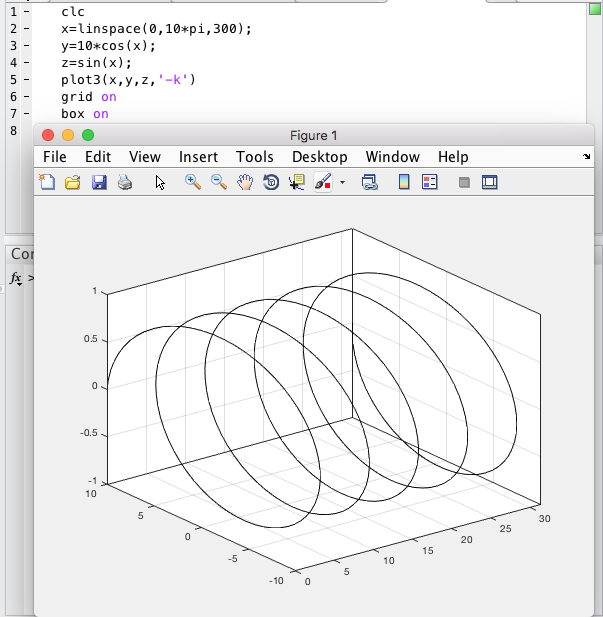 1 - clc
2 - x=linspace(0,10*pi,300);
3 - y=10*cos(x);
4 - z=sin(x);
5 - plot3(x,y,z,'-k')
6 - grid on
7 - box on
8
Figure 1
File Edit View Insert Tools Desktop Window Help
fx >
1
0.5
0
-0.5
-1
10
5
0
-5
-10
0
5
10
15
20
25
30